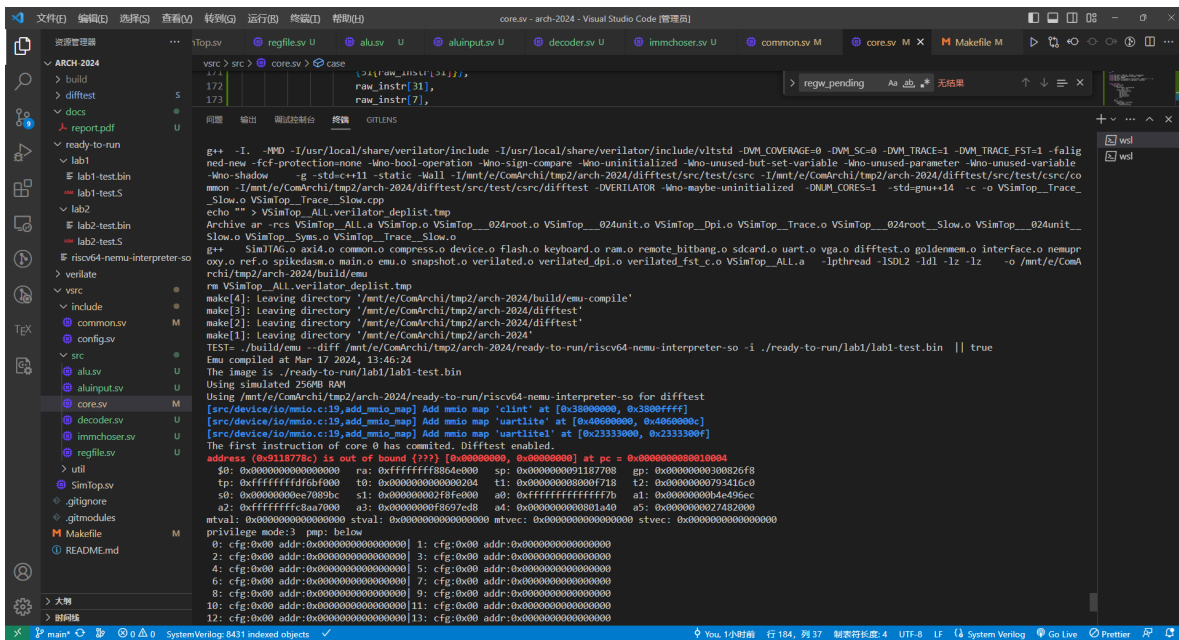 文件(F) 编辑(E) 选择(S) 查看(V) 转到(G) 运行(R) 终端(T) 帮助(H) core.sv - arch-2024 - Visual Studio Code [管理员]
资源管理器 ··· nTop.sv regfile.sv U alu.sv U aluinput.sv U decoder.sv U immchoser.sv U common.sv M core.sv M Makefile M
ARCH-2024
build
difftest S
docs
report.pdf U
ready-to-run
lab1
lab1-test.bin
lab1-test.S
lab2
lab2-test.bin
lab2-test.S
riscv64-nemu-interpreter-so
verilate
vsrc
include
common.sv M
config.sv
src
alu.sv U
aluinput.sv U
core.sv M
decoder.sv U
immchoser.sv U
regfile.sv U
util
SimTop.sv
.gitignore
.gitmodules
Makefile M
README.md
大纲
时间线
9
TEX
vsrc > src > core.sv > case
171 {51{raw_instr[31]}},
172 raw_instr[31],
173 raw_instr[7],
regw_pending Aa ab .* 无结果
问题 输出 调试控制台 终端 GITLENS
wsl
wsl
g++ -I. -MMD -I/usr/local/share/verilator/include -I/usr/local/share/verilator/include/vltstd -DVM_COVERAGE=0 -DVM_SC=0 -DVM_TRACE=1 -DVM_TRACE_FST=1 -falig
ned-new -fcf-protection=none -Wno-bool-operation -Wno-sign-compare -Wno-uninitialized -Wno-unused-but-set-variable -Wno-unused-parameter -Wno-unused-variable
-Wno-shadow -g -std=c++11 -static -Wall -I/mnt/e/ComArchi/tmp2/arch-2024/difftest/src/test/csrc -I/mnt/e/ComArchi/tmp2/arch-2024/difftest/src/test/csrc/co
mmon -I/mnt/e/ComArchi/tmp2/arch-2024/difftest/src/test/csrc/difftest -DVERILATOR -Wno-maybe-uninitialized -DNUM_CORES=1 -std=gnu++14 -c -o VSimTop__Trace_
_Slow.o VSimTop__Trace__Slow.cpp
echo "" > VSimTop__ALL.verilator_deplist.tmp
Archive ar -rcs VSimTop__ALL.a VSimTop.o VSimTop___024root.o VSimTop___024unit.o VSimTop__Dpi.o VSimTop__Trace.o VSimTop___024root__Slow.o VSimTop___024unit__
Slow.o VSimTop__Syms.o VSimTop__Trace__Slow.o
g++ SimJTAG.o axi4.o common.o compress.o device.o flash.o keyboard.o ram.o remote_bitbang.o sdcard.o uart.o vga.o difftest.o goldenmem.o interface.o nemupr
oxy.o ref.o spikedasm.o main.o emu.o snapshot.o verilated.o verilated_dpi.o verilated_fst_c.o VSimTop__ALL.a -lpthread -lSDL2 -ldl -lz -lz -o /mnt/e/ComA
rchi/tmp2/arch-2024/build/emu
rm VSimTop__ALL.verilator_deplist.tmp
make[4]: Leaving directory '/mnt/e/ComArchi/tmp2/arch-2024/build/emu-compile'
make[3]: Leaving directory '/mnt/e/ComArchi/tmp2/arch-2024/difftest'
make[2]: Leaving directory '/mnt/e/ComArchi/tmp2/arch-2024/difftest'
make[1]: Leaving directory '/mnt/e/ComArchi/tmp2/arch-2024'
TEST= ./build/emu --diff /mnt/e/ComArchi/tmp2/arch-2024/ready-to-run/riscv64-nemu-interpreter-so -i ./ready-to-run/lab1/lab1-test.bin || true
Emu compiled at Mar 17 2024, 13:46:24
The image is ./ready-to-run/lab1/lab1-test.bin
Using simulated 256MB RAM
Using /mnt/e/ComArchi/tmp2/arch-2024/ready-to-run/riscv64-nemu-interpreter-so for difftest
[src/device/io/mmio.c:19,add_mmio_map] Add mmio map 'clint' at [0x38000000, 0x3800ffff]
[src/device/io/mmio.c:19,add_mmio_map] Add mmio map 'uartlite' at [0x40600000, 0x4060000c]
[src/device/io/mmio.c:19,add_mmio_map] Add mmio map 'uartlite1' at [0x23333000, 0x2333300f]
The first instruction of core 0 has commited. Difftest enabled.
address (0x9118778c) is out of bound {???} [0x00000000, 0x00000000] at pc = 0x0000000080010004
$0: 0x0000000000000000 ra: 0xffffffff8864e000 sp: 0x0000000091187708 gp: 0x00000000300826f8
tp: 0xffffffffdf6bf000 t0: 0x0000000000000204 t1: 0x000000008000f718 t2: 0x00000000793416c0
s0: 0x00000000ee7089bc s1: 0x000000002f8fe000 a0: 0xffffffffffffff7b a1: 0x00000000b4e496ec
a2: 0xffffffffc8aa7000 a3: 0x00000000f8697ed8 a4: 0x0000000000801a40 a5: 0x0000000027482000
mtval: 0x0000000000000000 stval: 0x0000000000000000 mtvec: 0x0000000000000000 stvec: 0x0000000000000000
privilege mode:3 pmp: below
0: cfg:0x00 addr:0x0000000000000000| 1: cfg:0x00 addr:0x0000000000000000
2: cfg:0x00 addr:0x0000000000000000| 3: cfg:0x00 addr:0x0000000000000000
4: cfg:0x00 addr:0x0000000000000000| 5: cfg:0x00 addr:0x0000000000000000
6: cfg:0x00 addr:0x0000000000000000| 7: cfg:0x00 addr:0x0000000000000000
8: cfg:0x00 addr:0x0000000000000000| 9: cfg:0x00 addr:0x0000000000000000
10: cfg:0x00 addr:0x0000000000000000|11: cfg:0x00 addr:0x0000000000000000
12: cfg:0x00 addr:0x0000000000000000|13: cfg:0x00 addr:0x0000000000000000
main* 0 0 SystemVerilog: 8431 indexed objects You, 1小时前 行 184，列 37 制表符长度: 4 UTF-8 LF System Verilog Go Live Prettier